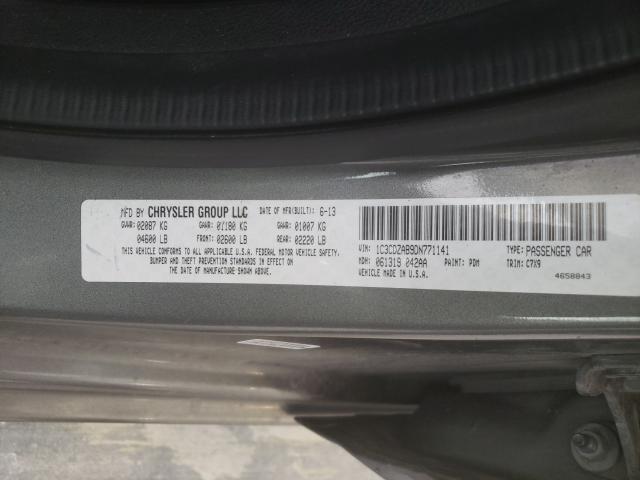 MFD BY CHRYSLER GROUP LLC DATE OF MFR(BUILT): 6-13
GVWR: 02087 KG GAWR: 01180 KG GAWR: 01007 KG
04600 LB FRONT: 02600 LB REAR: 02220 LB
THIS VEHICLE CONFORMS TO ALL APPLICABLE U.S.A. FEDERAL MOTOR VEHICLE SAFETY,
BUMPER AND THEFT PREVENTION STANDARDS IN EFFECT ON
THE DATE OF MANUFACTURE SHOWN ABOVE.
VIN: 1C3CDZAB9DN771141 TYPE: PASSENGER CAR
MDH: 061319 042AA PAINT: PDM TRIM: C7X9
VEHICLE MADE IN U.S.A. 4658843